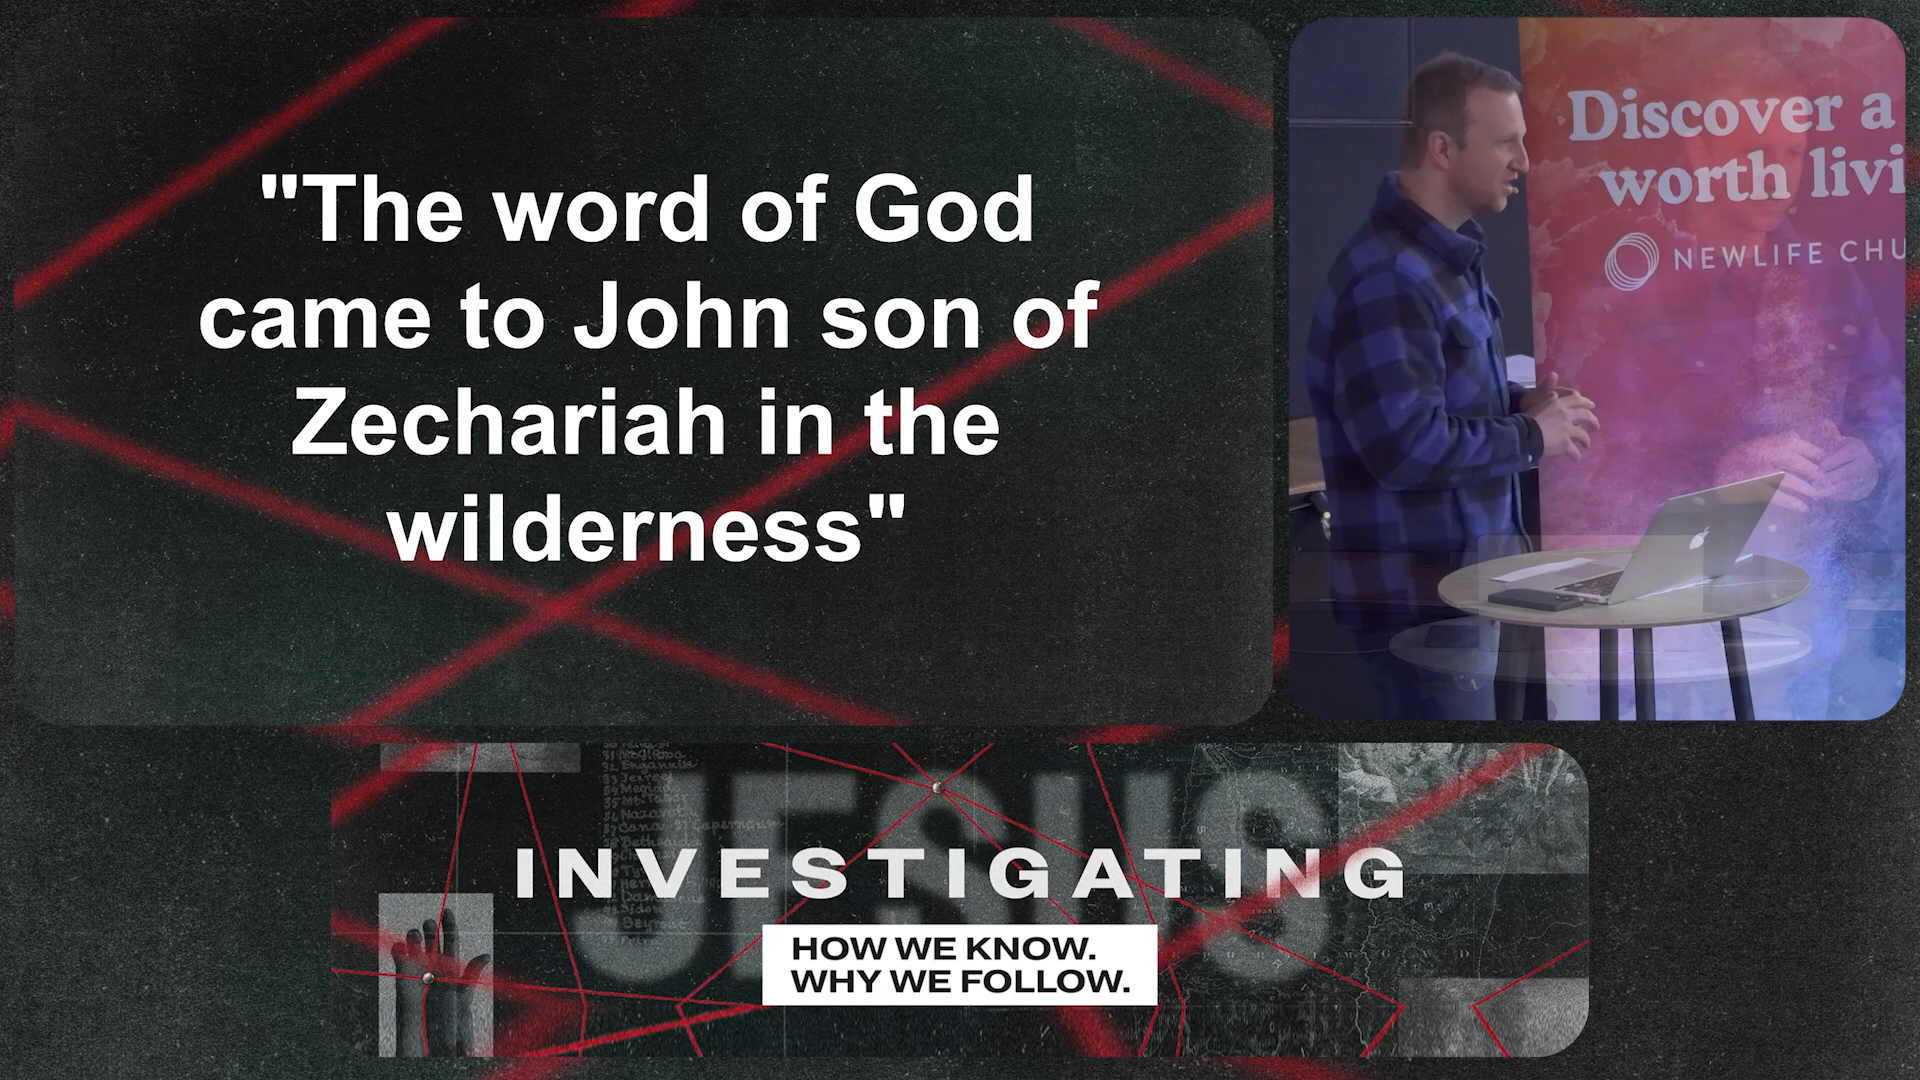 "The word of God
came to John son of
Zechariah in the
wilderness"
Discover a
worth livi
NEWLIFE CHU
JESUS
INVESTIGATING
HOW WE KNOW.
WHY WE FOLLOW.